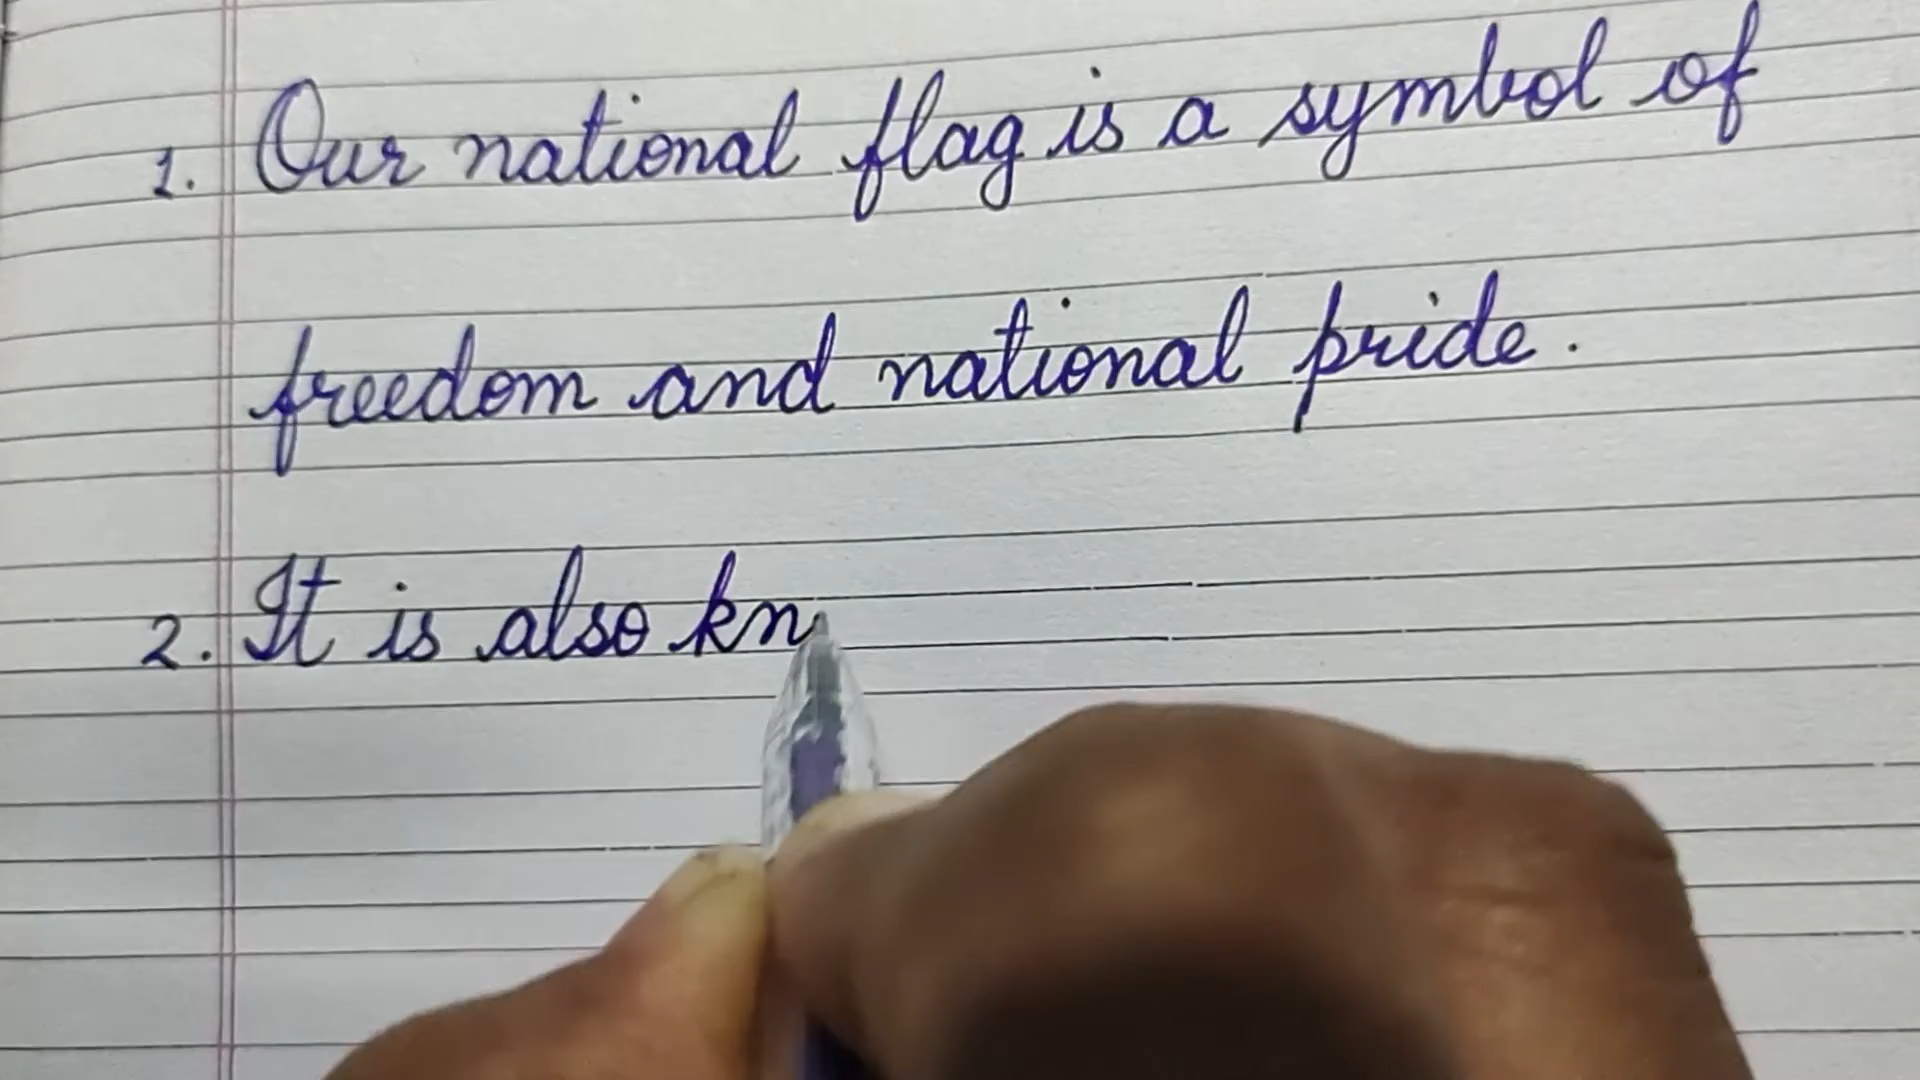 1. Our national flag is a symbol of
freedom and national pride.
2. It is also kn